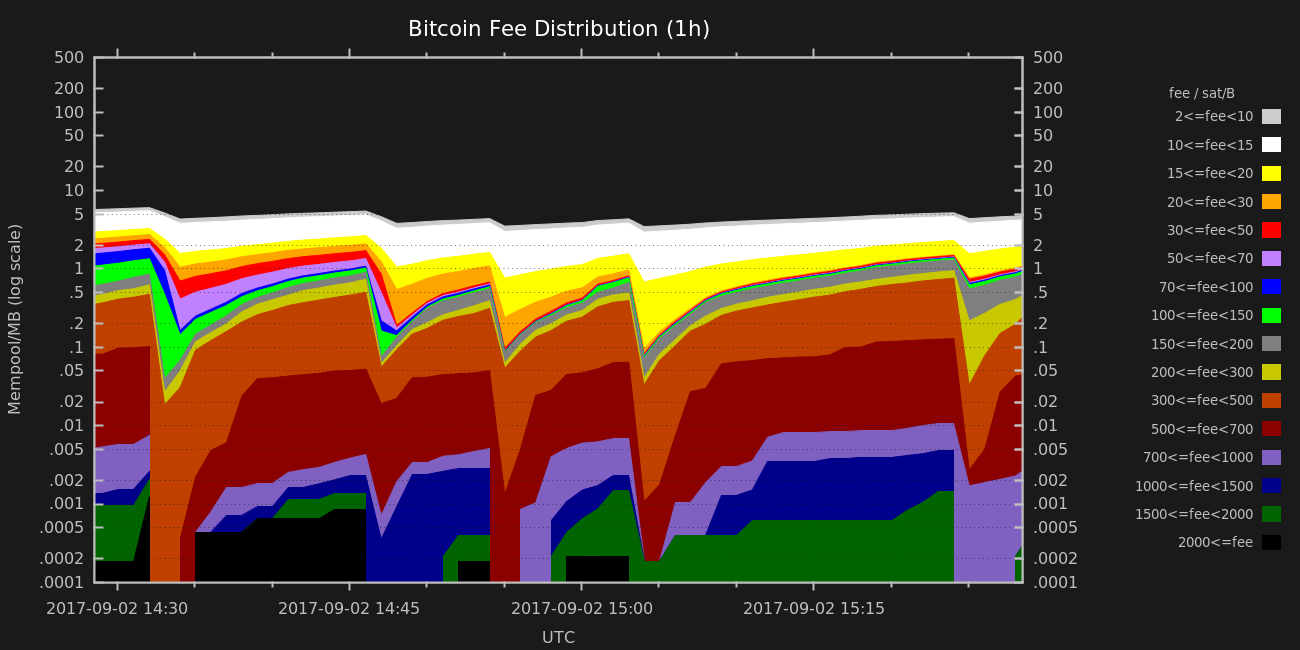 Bitcoin Fee Distribution (1h)
Mempool/MB (log scale)
500
200
100
50
20
10
5
2
1
.5
.2
.1
.05
.02
.01
.005
.002
.001
.0005
.0002
.0001
500
200
100
50
20
10
5
2
1
.5
.2
.1
.05
.02
.01
.005
.002
.001
.0005
.0002
.0001
2017-09-02 14:30
2017-09-02 14:45
2017-09-02 15:00
2017-09-02 15:15
UTC
fee / sat/B
2<=fee<10
10<=fee<15
15<=fee<20
20<=fee<30
30<=fee<50
50<=fee<70
70<=fee<100
100<=fee<150
150<=fee<200
200<=fee<300
300<=fee<500
500<=fee<700
700<=fee<1000
1000<=fee<1500
1500<=fee<2000
2000<=fee